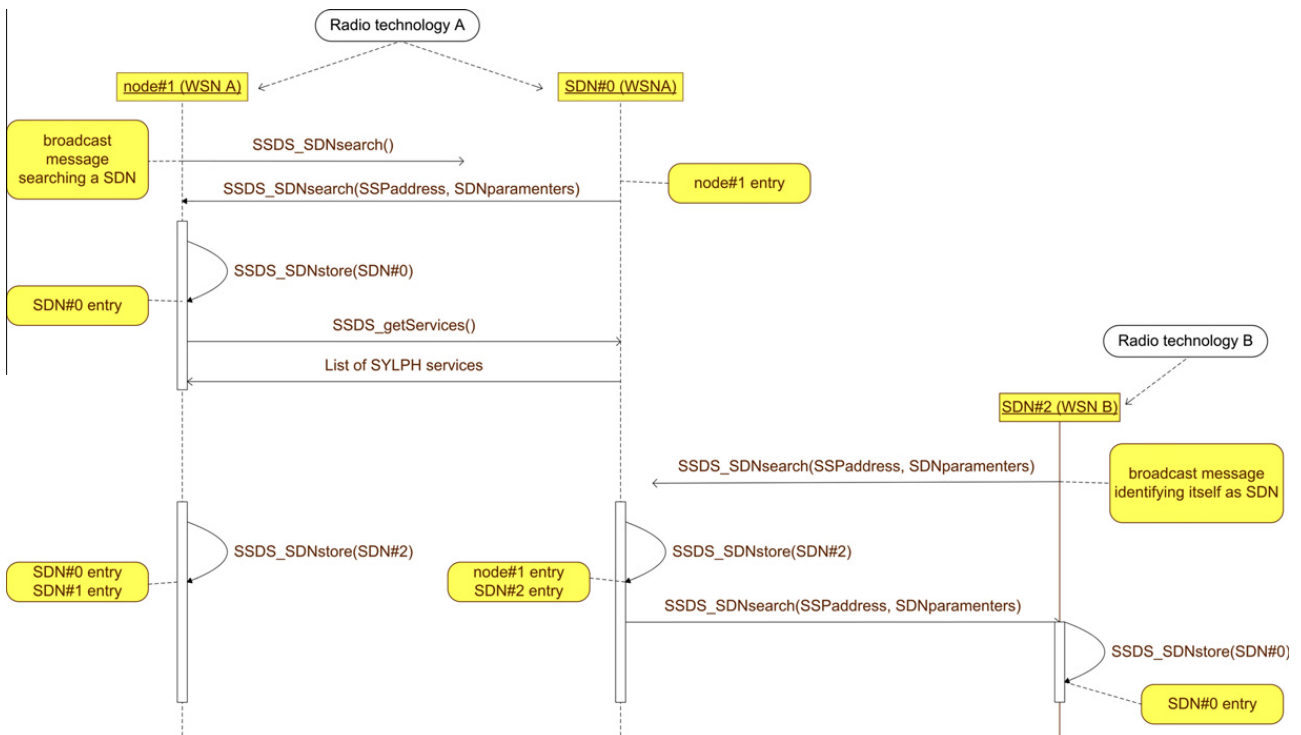 Radio technology A
node#1 (WSN A)
SDN#0 (WSNA)
broadcast
message
searching a SDN
SSDS_SDNsearch()
node#1 entry
SSDS_SDNsearch(SSPaddress, SDNparamenters)
SSDS_SDNstore(SDN#0)
SDN#0 entry
SSDS_getServices()
Radio technology B
List of SYLPH services
SDN#2 (WSN B)
SSDS_SDNsearch(SSPaddress, SDNparamenters)
broadcast message
identifying itself as SDN
SSDS_SDNstore(SDN#2)
SSDS_SDNstore(SDN#2)
SDN#0 entry
SDN#1 entry
node#1 entry
SDN#2 entry
SSDS_SDNsearch(SSPaddress, SDNparamenters)
SSDS_SDNstore(SDN#0)
SDN#0 entry